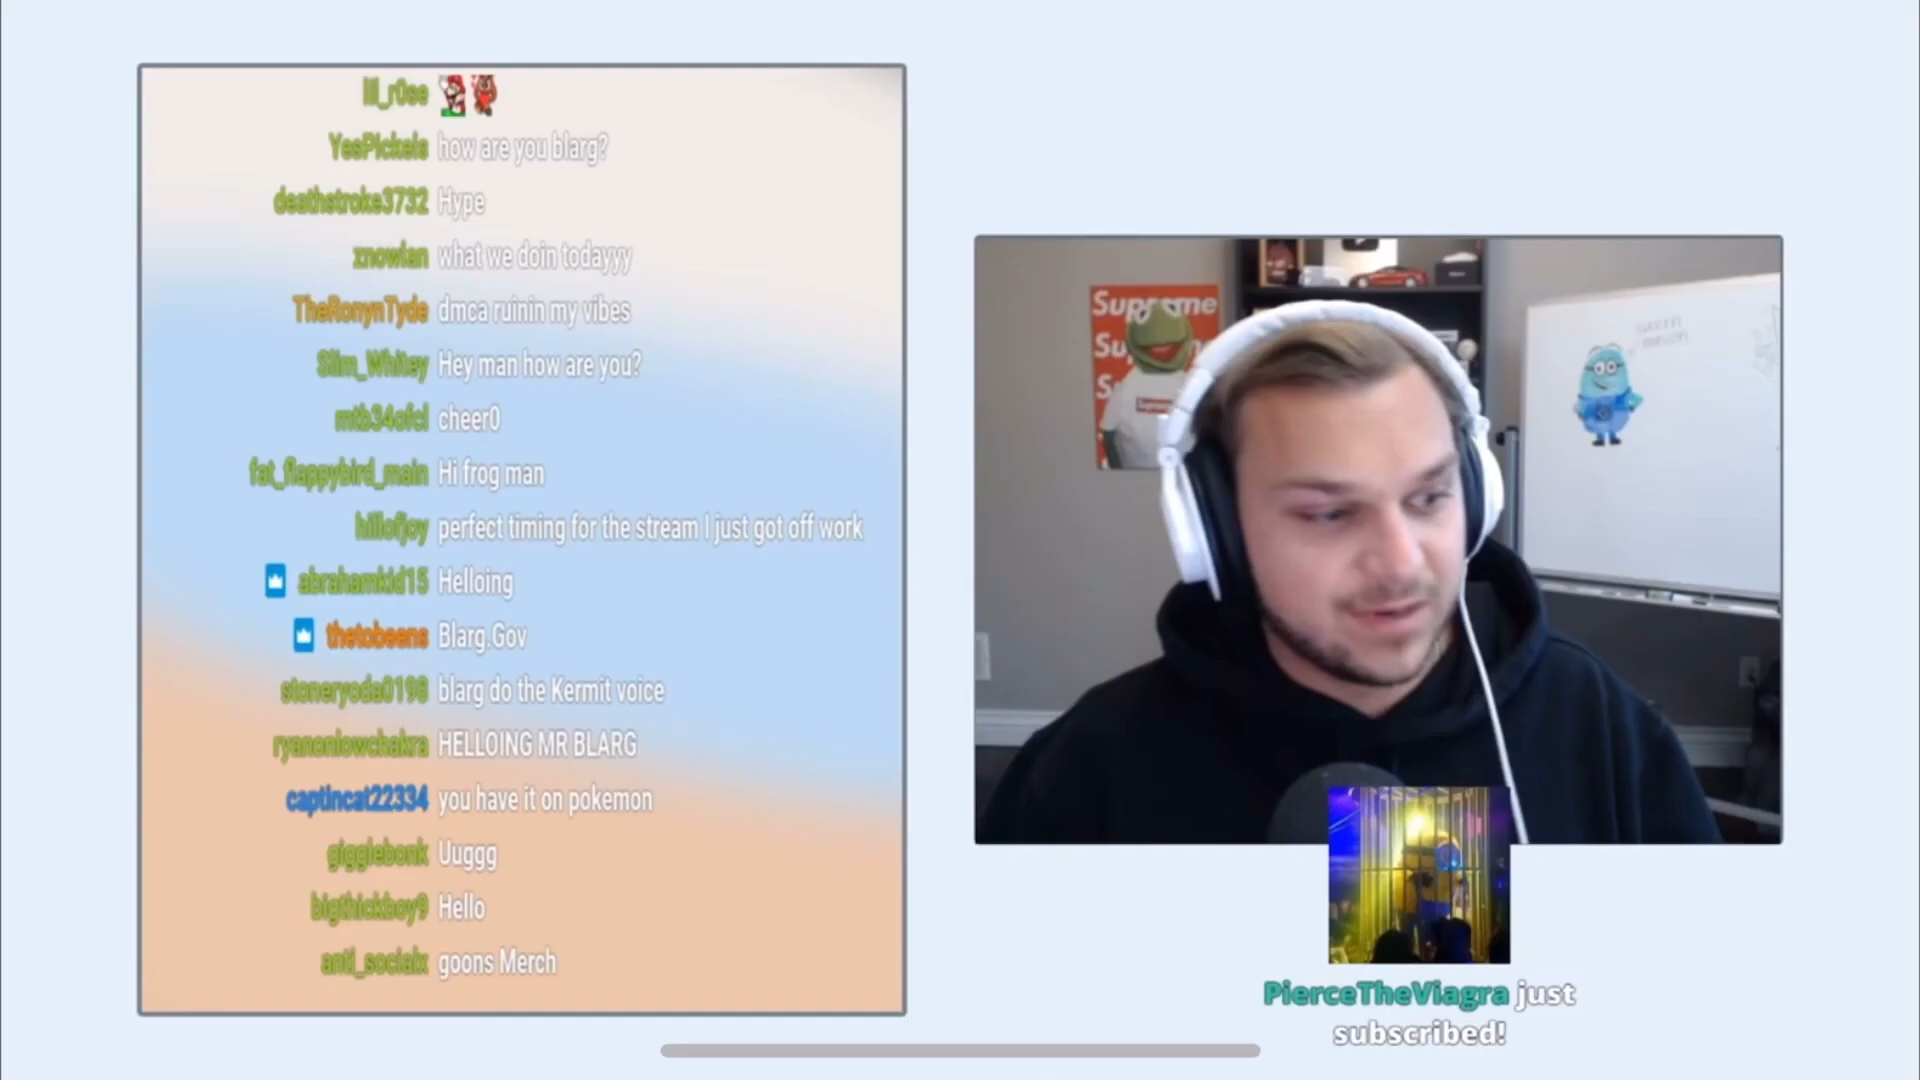 lil_r0se
YesPickels how are you blarg?
deathstroke3732 Hype
znowlan what we doin todayyy
TheRonynTyde dmca ruinin my vibes
Slim_Whitey Hey man how are you?
mtb34ofcl cheer0
fat_flappybird_main Hi frog man
hillofjoy perfect timing for the stream I just got off work
abrahamkid15 Helloing
thetobeens Blarg.Gov
stoneryoda0198 blarg do the Kermit voice
ryanonlowchakra HELLOING MR BLARG
captincat22334 you have it on pokemon
gigglebonk Uuggg
bigthickboy9 Hello
anti_socialx goons Merch
Supreme
PierceTheViagra just
subscribed!